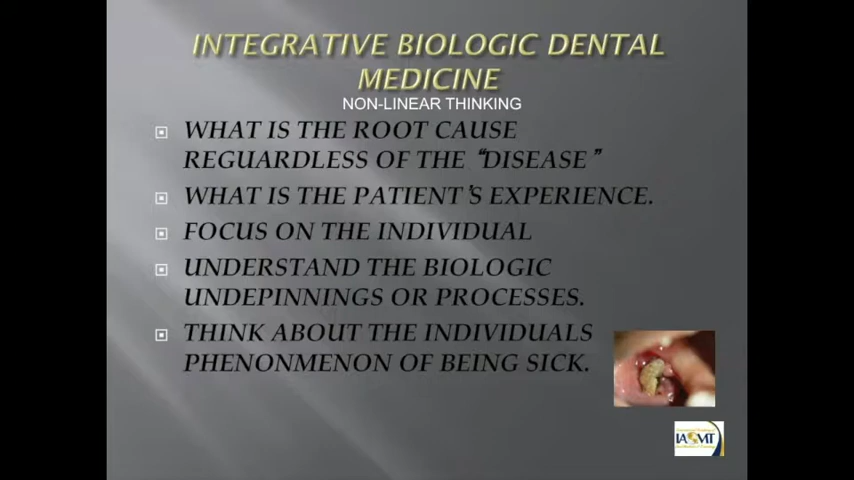 INTEGRATIVE BIOLOGIC DENTAL
MEDICINE
NON-LINEAR THINKING
WHAT IS THE ROOT CAUSE
REGUARDLESS OF THE “DISEASE”
WHAT IS THE PATIENT’S EXPERIENCE.
FOCUS ON THE INDIVIDUAL
UNDERSTAND THE BIOLOGIC
UNDEPINNINGS OR PROCESSES.
THINK ABOUT THE INDIVIDUALS
PHENONMENON OF BEING SICK.
IAOMT